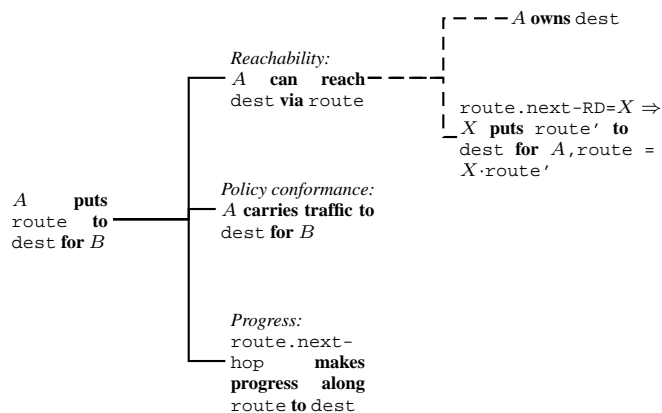 A owns dest
Reachability:
A can reach
dest via route
route.next-RD=X ⇒
X puts route' to
dest for A,route =
X·route'
A puts
route to
dest for B
Policy conformance:
A carries traffic to
dest for B
Progress:
route.next-
hop makes
progress along
route to dest